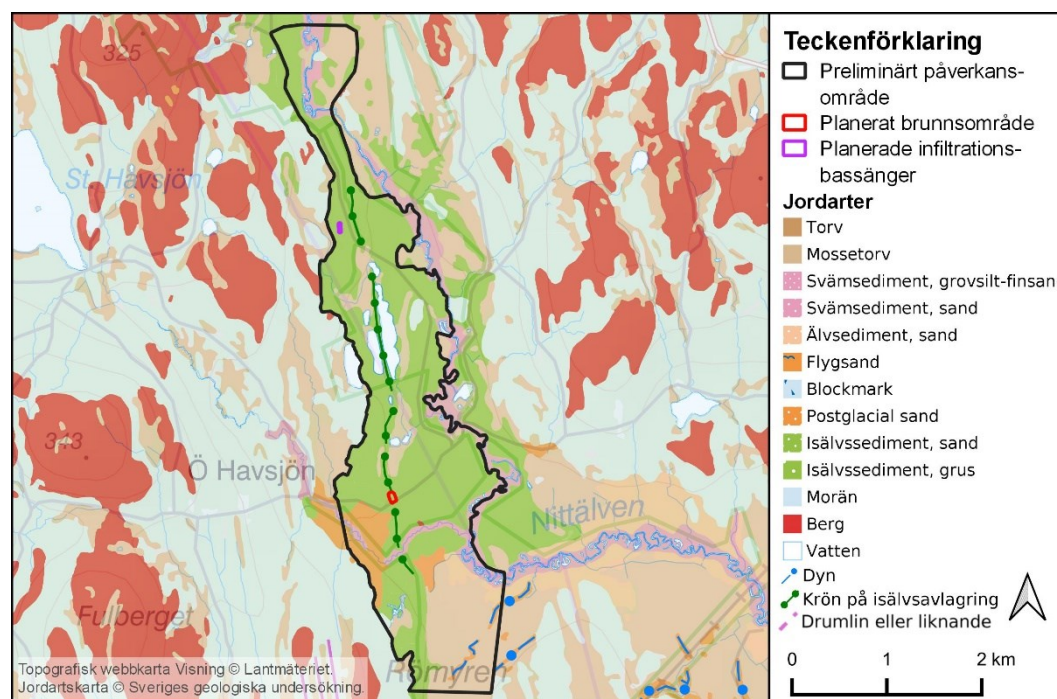 325
St. Håvsjön
343
Ö Havsjön
Nittälven
Fulberget
Römyren
Topografisk webbkarta Visning © Lantmäteriet.
Jordartskarta © Sveriges geologiska undersökning.
Teckenförklaring
Preliminärt påverkans-
område
Planerat brunnsområde
Planerade infiltrations-
bassänger
Jordarter
Torv
Mossetorv
Svämsediment, grovsilt-finsan
Svämsediment, sand
Älvsediment, sand
Flygsand
Blockmark
Postglacial sand
Isälvssediment, sand
Isälvssediment, grus
Morän
Berg
Vatten
Dyn
Krön på isälvsavlagring
Drumlin eller liknande
0 1 2 km